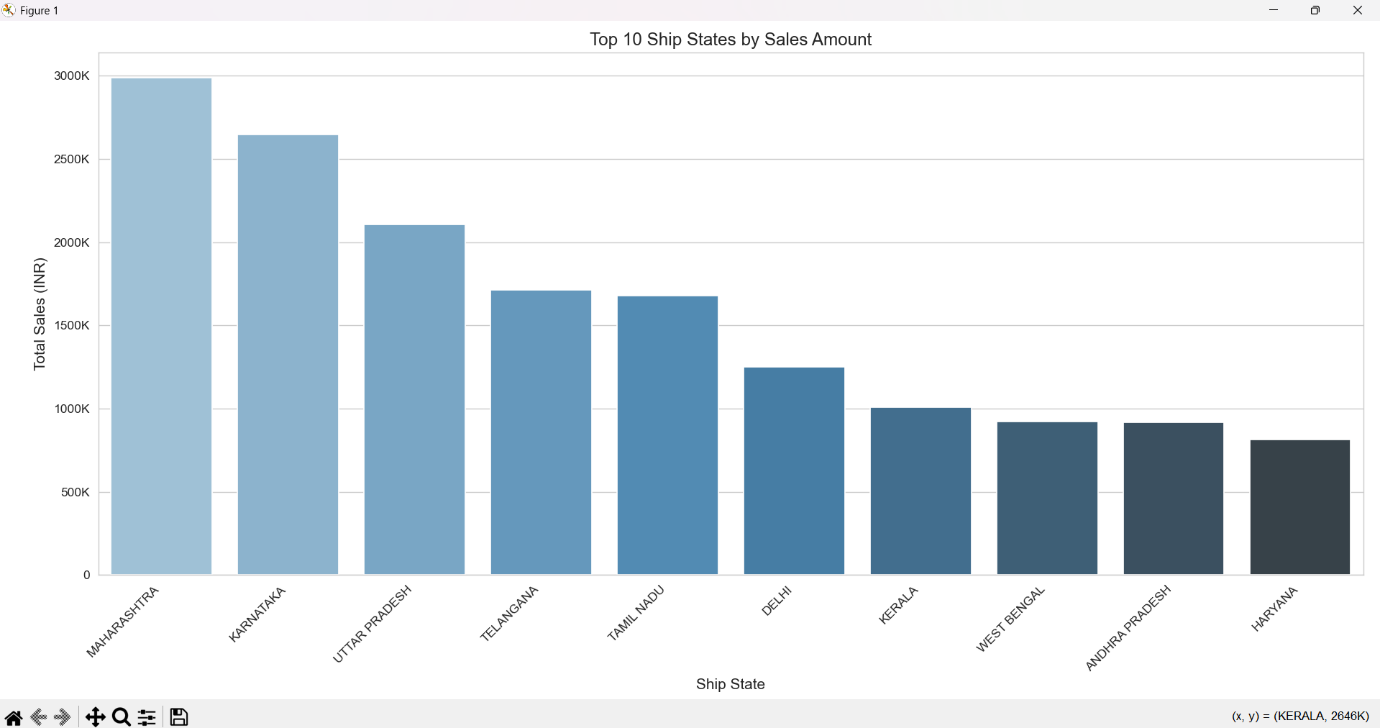 Figure 1
Top 10 Ship States by Sales Amount
3000K
2500K
2000K
1500K
1000K
500K
0
Total Sales (INR)
MAHARASHTRA
KARNATAKA
UTTAR PRADESH
TELANGANA
TAMIL NADU
DELHI
KERALA
WEST BENGAL
ANDHRA PRADESH
HARYANA
Ship State
(x, y) = (KERALA, 2646K)